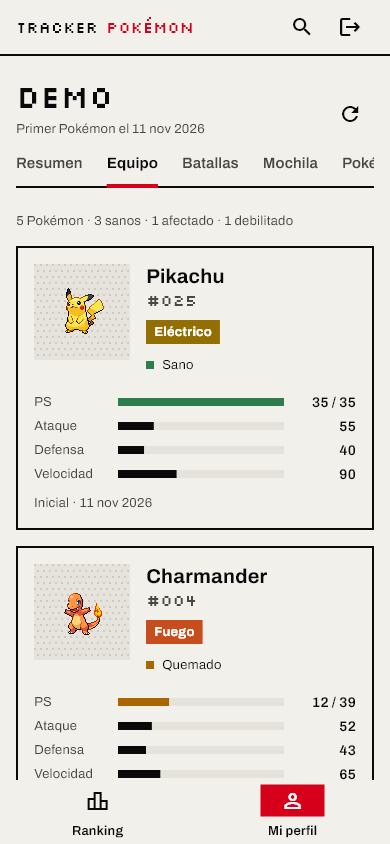 TRACKER POKÉMON
DEMO
Primer Pokémon el 11 nov 2026
Resumen Equipo Batallas Mochila Poké
5 Pokémon · 3 sanos · 1 afectado · 1 debilitado
Pikachu
#025
Eléctrico
Sano
PS 35 / 35
Ataque 55
Defensa 40
Velocidad 90
Inicial · 11 nov 2026
Charmander
#004
Fuego
Quemado
PS 12 / 39
Ataque 52
Defensa 43
Velocidad 65
Ranking Mi perfil